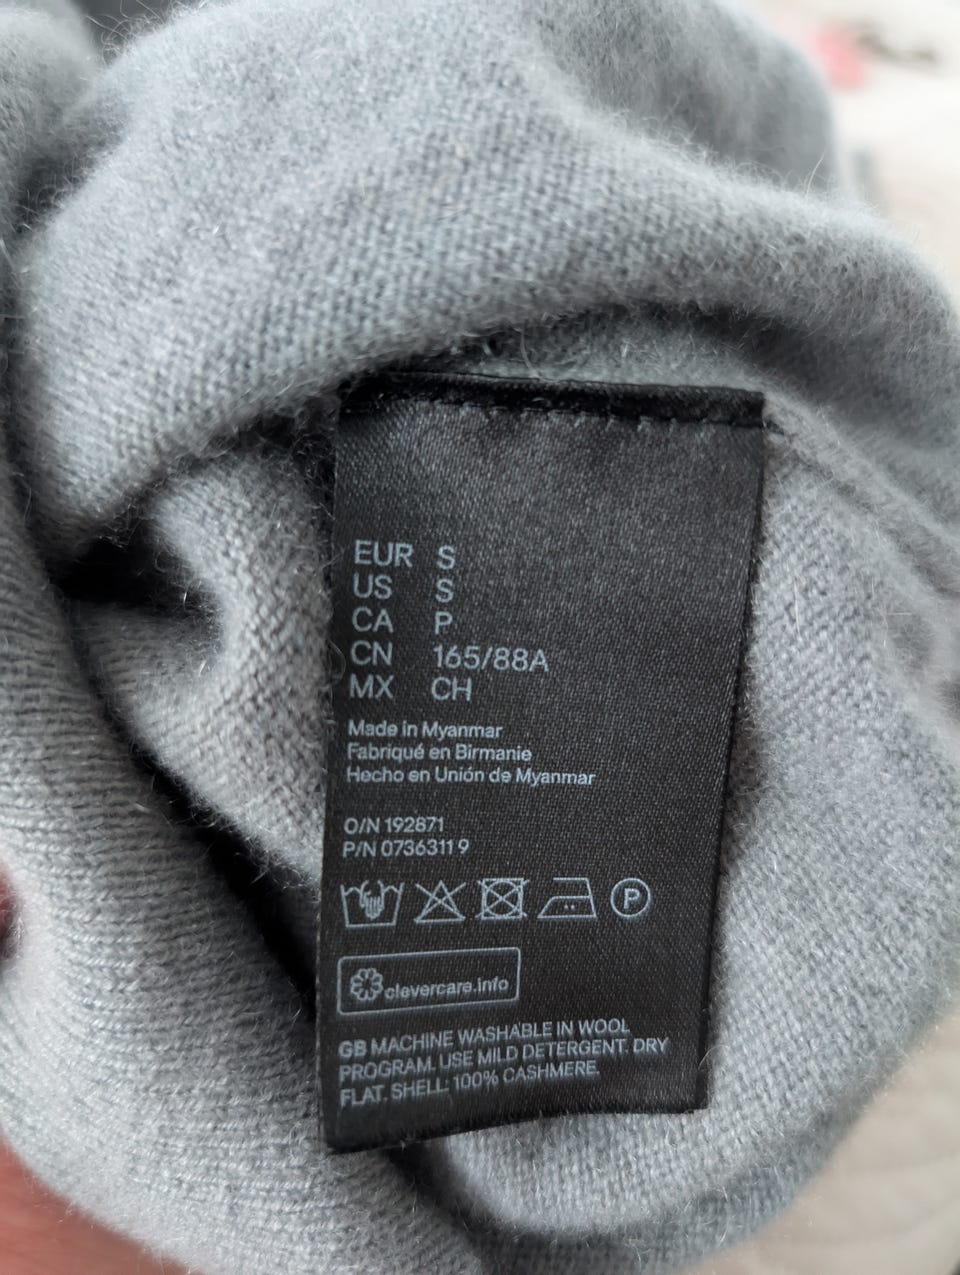 EUR S
US S
CA P
CN 165/88A
MX CH
Made in Myanmar
Fabriqué en Birmanie
Hecho en Unión de Myanmar
O/N 192871
P/N 0736311 9
P
clevercare.info
GB MACHINE WASHABLE IN WOOL
PROGRAM. USE MILD DETERGENT. DRY
FLAT. SHELL: 100% CASHMERE.